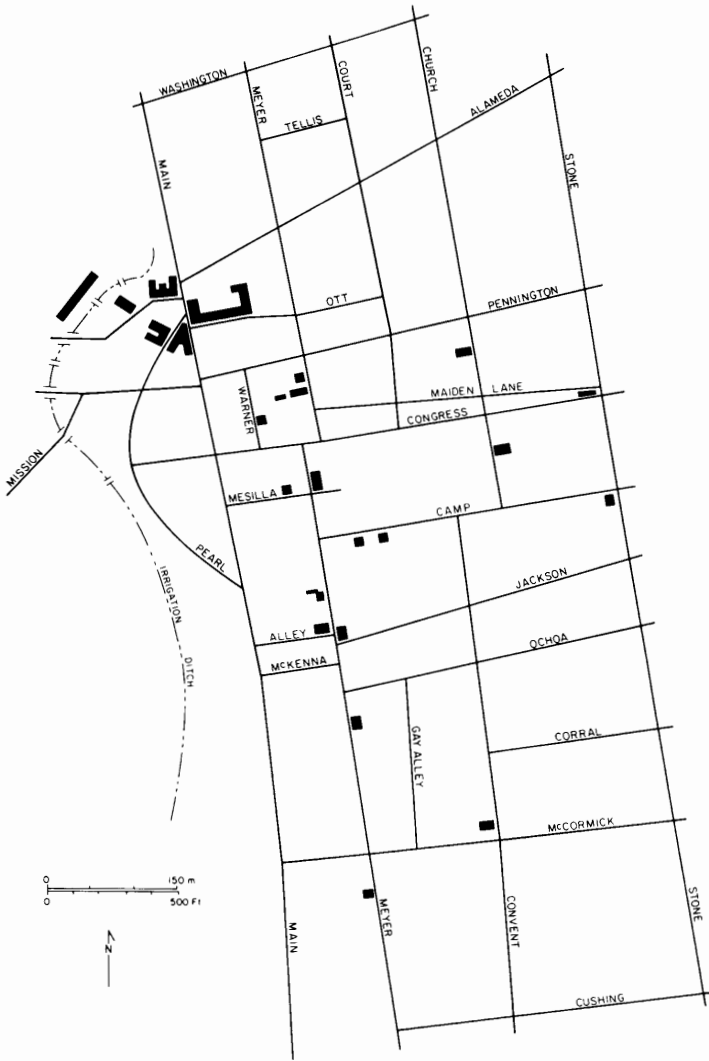 WASHINGTON
MEYER
COURT
CHURCH
TELLIS
ALAMEDA
MAIN
STONE
OTT
PENNINGTON
WARNER
MAIDEN LANE
CONGRESS
MISSION
MESILLA
CAMP
PEARL
IRRIGATION DITCH
JACKSON
ALLEY
OCHOA
McKENNA
GAY ALLEY
CORRAL
McCORMICK
0 150 m
0 500 Ft
N
MAIN
MEYER
CONVENT
STONE
CUSHING